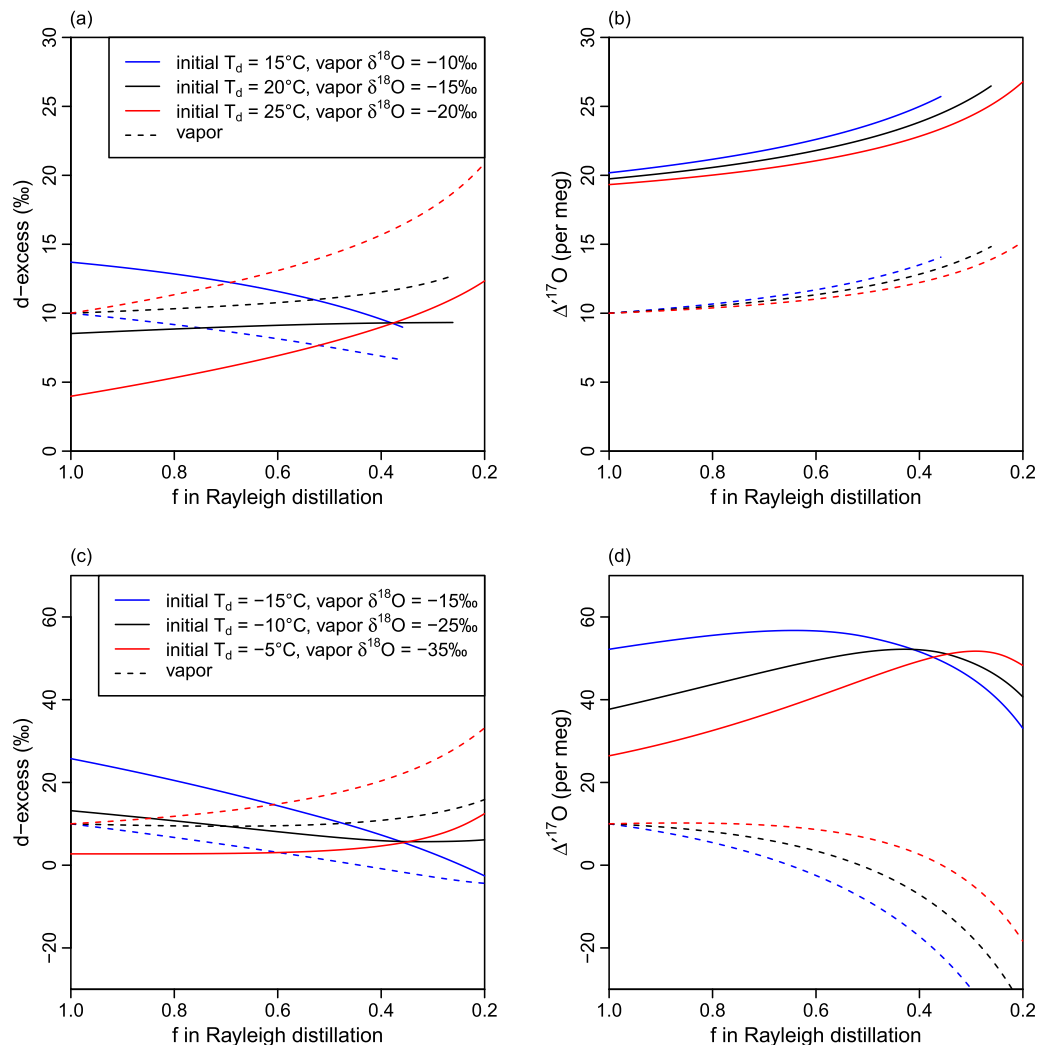 (a)
initial Td = 15°C, vapor δ18O = −10‰
initial Td = 20°C, vapor δ18O = −15‰
initial Td = 25°C, vapor δ18O = −20‰
vapor
d−excess (‰)
0 5 10 15 20 25 30
1.0 0.8 0.6 0.4 0.2
f in Rayleigh distillation
(b)
Δ′17O (per meg)
0 5 10 15 20 25 30
1.0 0.8 0.6 0.4 0.2
f in Rayleigh distillation
(c)
initial Td = −15°C, vapor δ18O = −15‰
initial Td = −10°C, vapor δ18O = −25‰
initial Td = −5°C, vapor δ18O = −35‰
vapor
d−excess (‰)
−20 0 20 40 60
1.0 0.8 0.6 0.4 0.2
f in Rayleigh distillation
(d)
Δ′17O (per meg)
−20 0 20 40 60
1.0 0.8 0.6 0.4 0.2
f in Rayleigh distillation